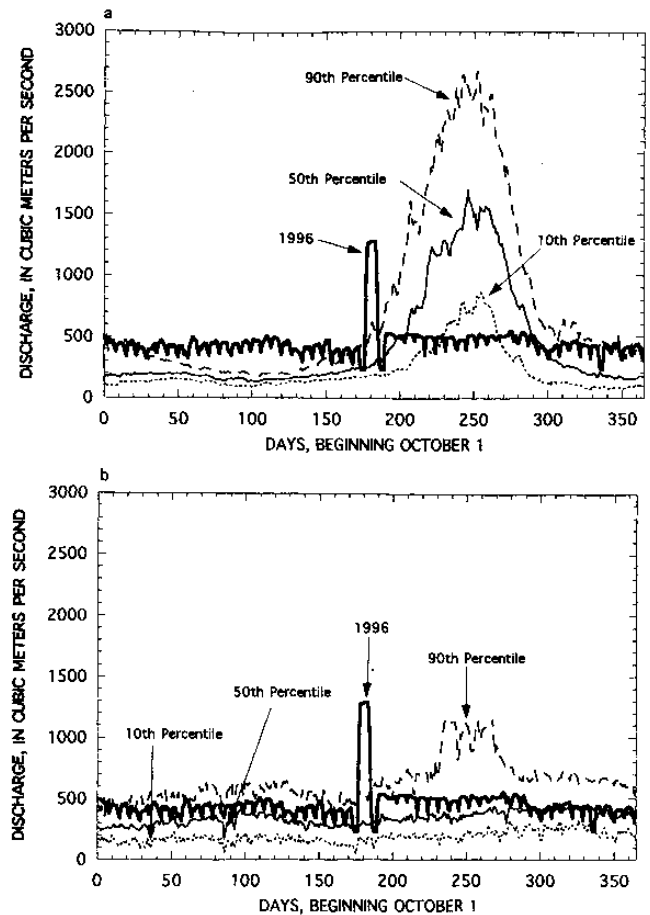 a
3000
2500
2000
1500
1000
500
0
DISCHARGE, IN CUBIC METERS PER SECOND
90th Percentile
50th Percentile
1996
10th Percentile
0 50 100 150 200 250 300 350
DAYS, BEGINNING OCTOBER 1
b
3000
2500
2000
1500
1000
500
0
DISCHARGE, IN CUBIC METERS PER SECOND
1996
90th Percentile
50th Percentile
10th Percentile
0 50 100 150 200 250 300 350
DAYS, BEGINNING OCTOBER 1